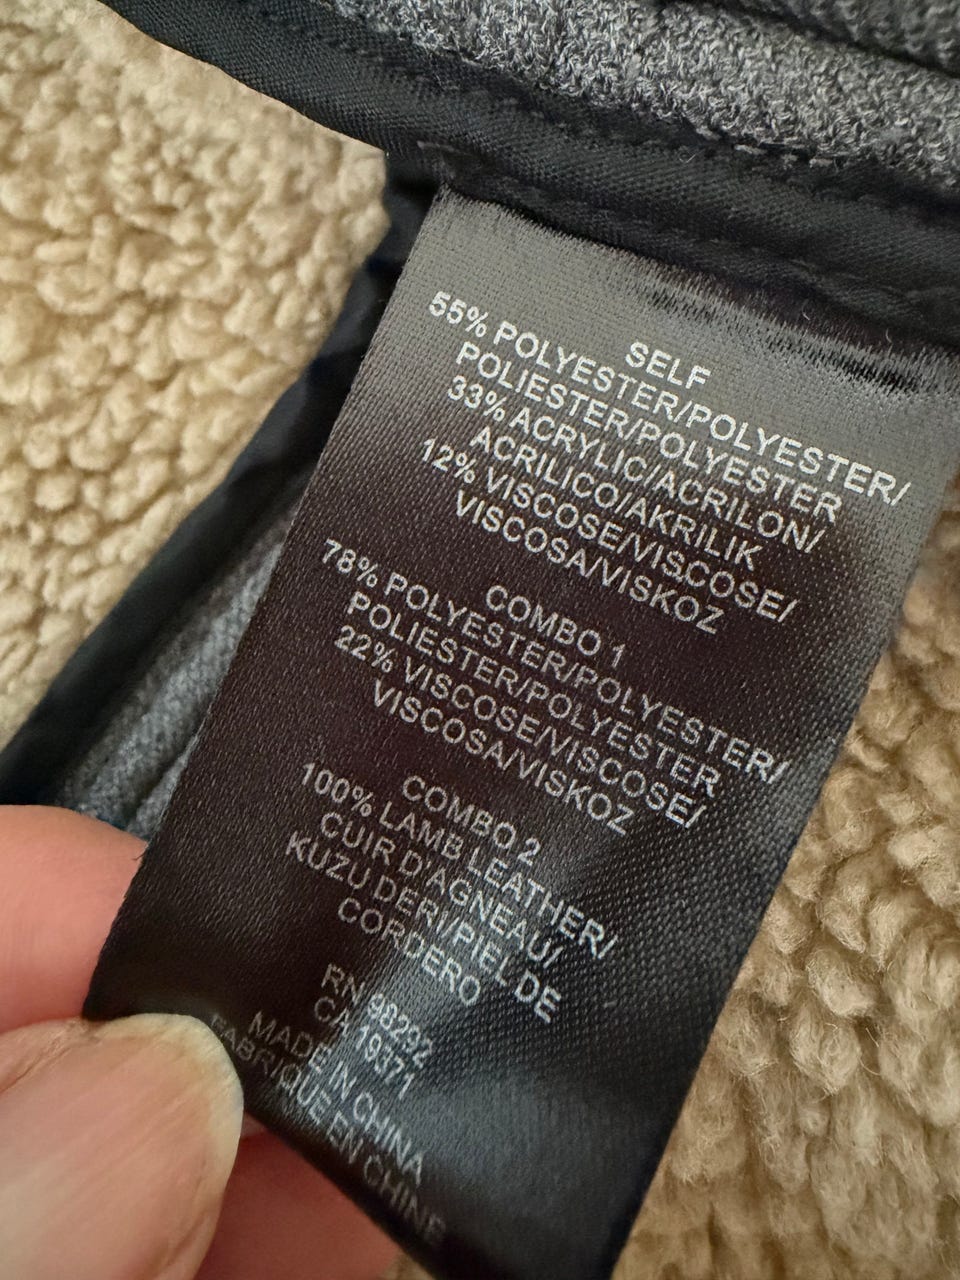 SELF
55% POLYESTER/POLYESTER/
POLIESTER/POLYESTER
33% ACRYLIC/ACRILON/
ACRILICO/AKRILIK
12% VISCOSE/VISCOSE/
VISCOSA/VISKOZ
COMBO 1
78% POLYESTER/POLYESTER/
POLIESTER/POLYESTER
22% VISCOSE/VISCOSE/
VISCOSA/VISKOZ
COMBO 2
100% LAMB LEATHER/
CUIR D'AGNEAU/
KUZU DERI/PIEL DE
CORDERO
RN 98292
CA 19371
MADE IN CHINA
FABRIQUE EN CHINE